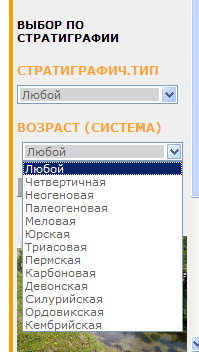 ВЫБОР ПО
СТРАТИГРАФИИ
СТРАТИГРАФИЧ.ТИП
Любой
ВОЗРАСТ (СИСТЕМА)
Любой
Любой
Четвертичная
Неогеновая
Палеогеновая
Меловая
Юрская
Триасовая
Пермская
Карбоновая
Девонская
Силурийская
Ордовикская
Кембрийская